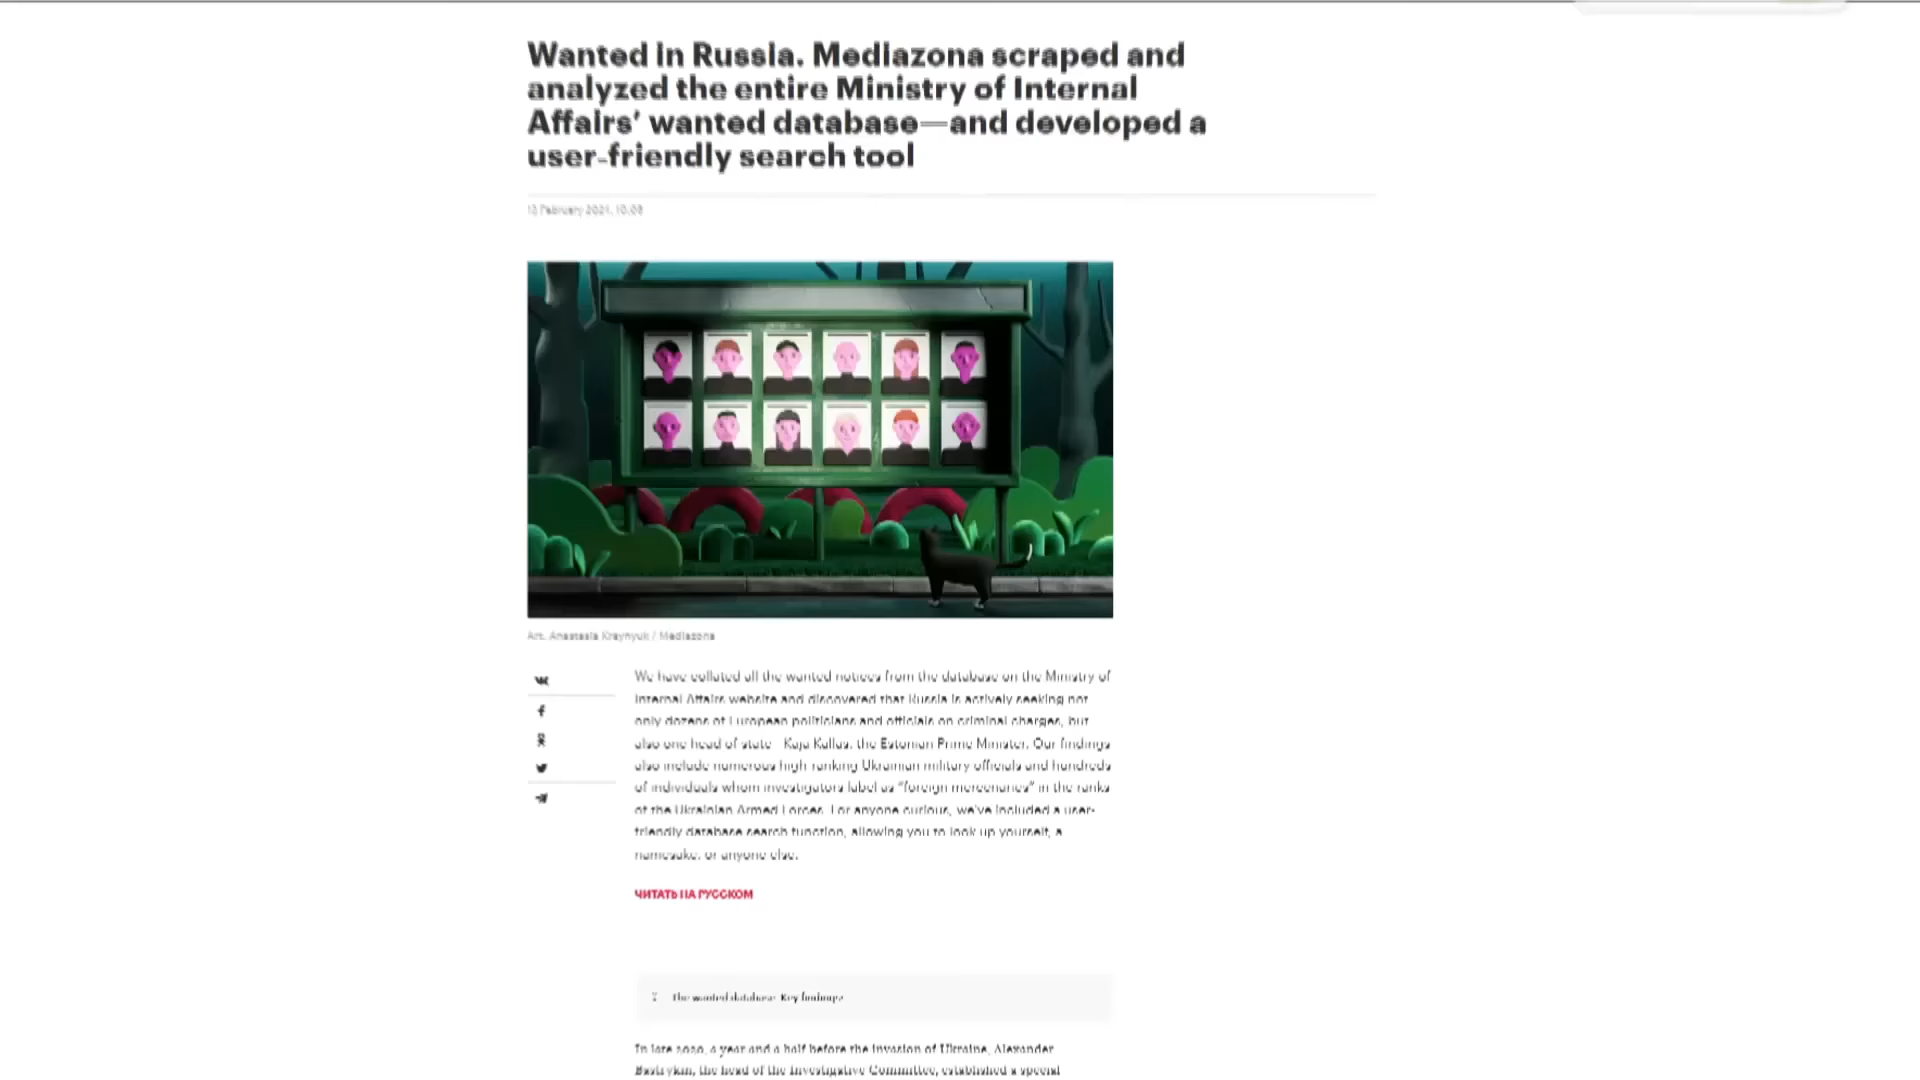 Wanted in Russia. Mediazona scraped and
analyzed the entire Ministry of Internal
Affairs' wanted database—and developed a
user-friendly search tool
Art: Anastasia Kraynyuk / Mediazona
We have collated all the wanted notices from the database on the Ministry of
Internal Affairs website and discovered that Russia is actively seeking not
only dozens of European politicians and officials on criminal charges, but
also one head of state—Kaja Kallas, the Estonian Prime Minister. Our findings
also include numerous high-ranking Ukrainian military officials and hundreds
of individuals whom investigators label as “foreign mercenaries” in the ranks
of the Ukrainian Armed Forces. For anyone curious, we've included a user-
friendly database search function, allowing you to look up yourself, a
namesake, or anyone else.
ЧИТАТЬ НА РУССКОМ
The wanted database. Key findings
In late 2020, a year and a half before the invasion of Ukraine, Alexander
Bastrykin, the head of the Investigative Committee, established a special